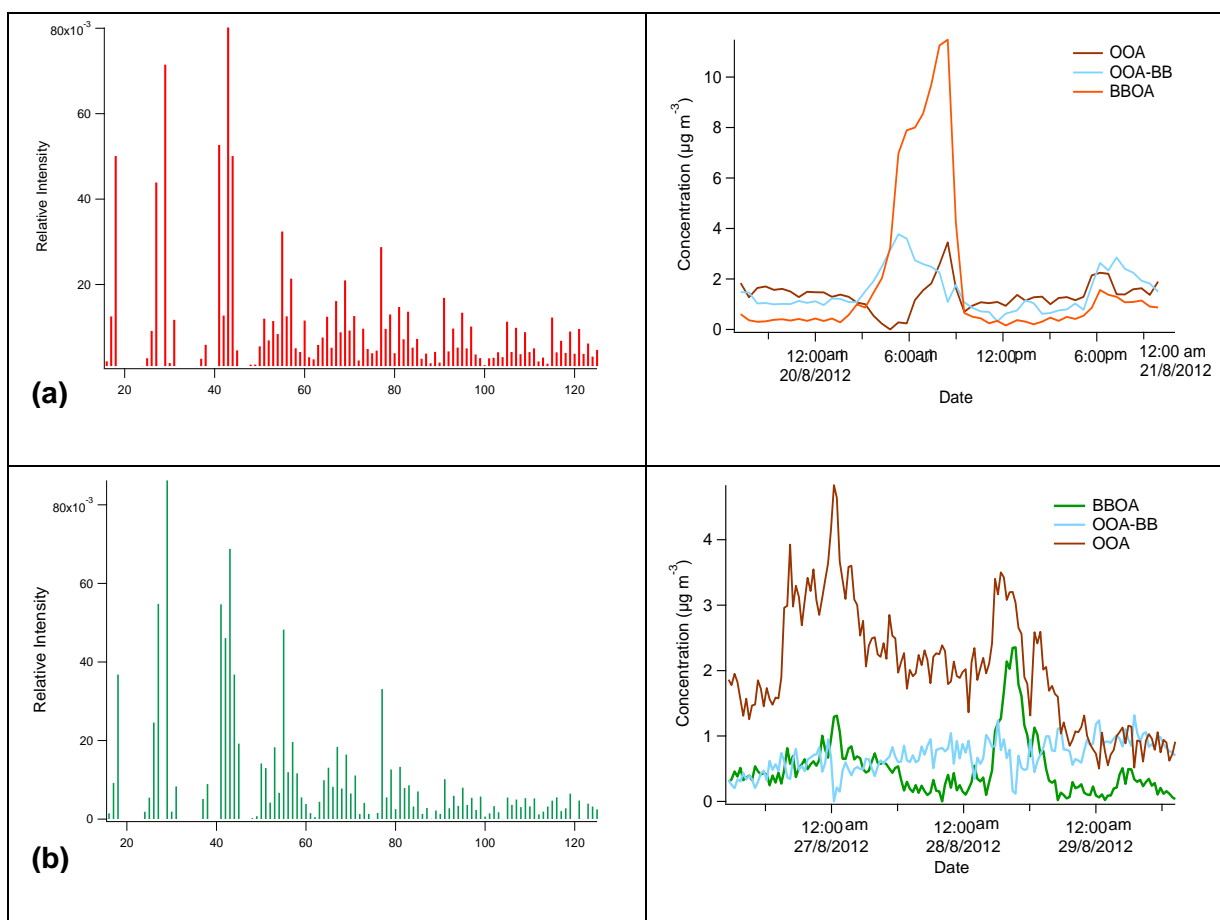 80x10⁻³
60
40
20
Relative Intensity
20 40 60 80 100 120
(a)
OOA
OOA-BB
BBOA
10
8
6
4
2
0
Concentration (µg m⁻³)
12:00am 6:00am 12:00pm 6:00pm 12:00 am
20/8/2012 21/8/2012
Date
80x10⁻³
60
40
20
0
Relative Intensity
20 40 60 80 100 120
(b)
BBOA
OOA-BB
OOA
4
3
2
1
0
Concentration (µg m⁻³)
12:00am 12:00am 12:00am
27/8/2012 28/8/2012 29/8/2012
Date